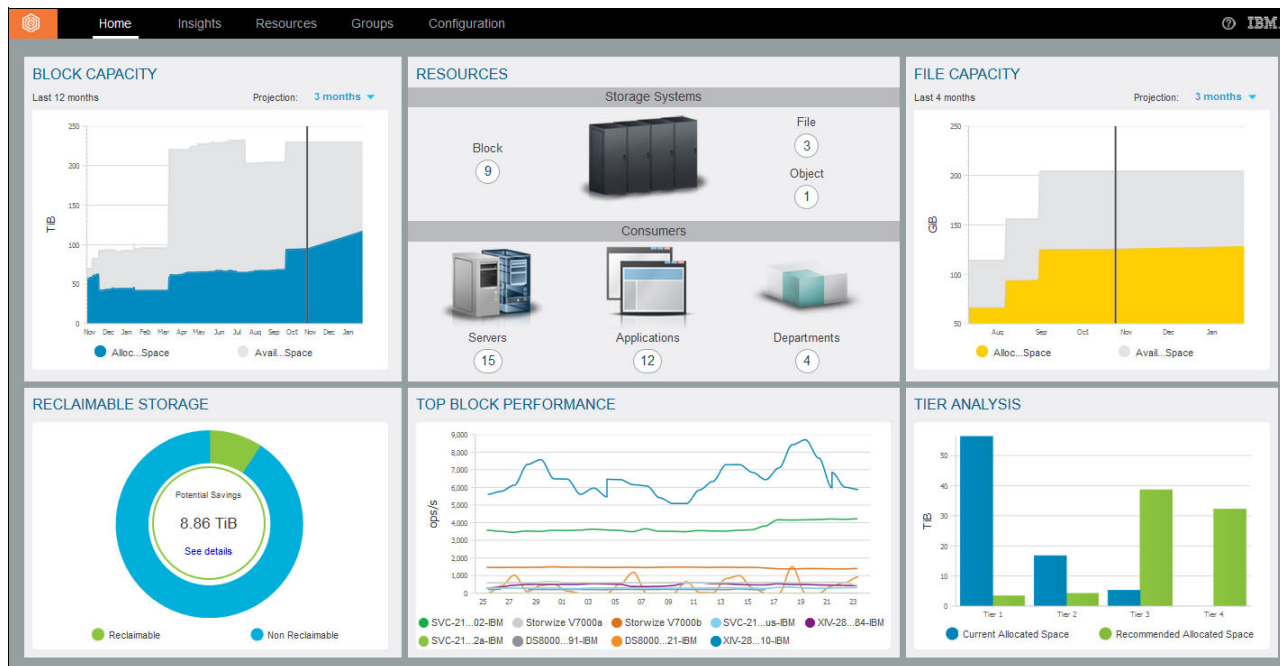 Home Insights Resources Groups Configuration IBM
BLOCK CAPACITY
Last 12 months Projection: 3 months
250
200
150
100
50
0
TiB
Nov Dec Jan Feb Mar Apr May Jun Jul Aug Sep Oct Nov Dec Jan
Alloc...Space Avail...Space
RESOURCES
Storage Systems
Block
9
File
3
Object
1
Consumers
Servers
15
Applications
12
Departments
4
FILE CAPACITY
Last 4 months Projection: 3 months
250
200
150
100
50
GiB
Aug Sep Oct Nov Dec Jan
Alloc...Space Avail...Space
RECLAIMABLE STORAGE
Potential Savings
8.86 TiB
See details
Reclaimable Non Reclaimable
TOP BLOCK PERFORMANCE
9,000
8,000
7,000
6,000
5,000
4,000
3,000
2,000
1,000
0
ops/s
25 27 29 01 03 05 07 09 11 13 15 17 19 21 23
SVC-21...02-IBM Storwize V7000a Storwize V7000b SVC-21...us-IBM XIV-28...84-IBM
SVC-21...2a-IBM DS8000...91-IBM DS8000...21-IBM XIV-28...10-IBM
TIER ANALYSIS
50
40
30
20
10
0
TiB
Tier 1 Tier 2 Tier 3 Tier 4
Current Allocated Space Recommended Allocated Space